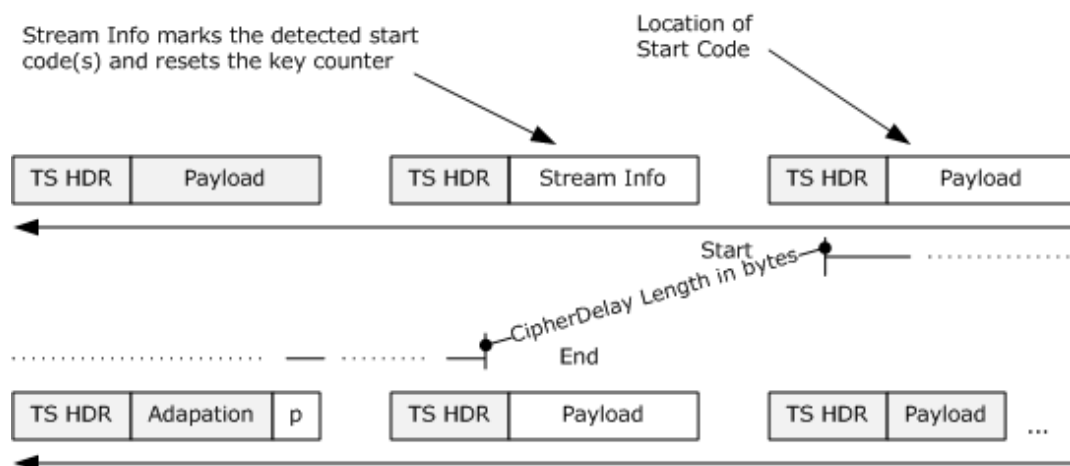 Stream Info marks the detected start
code(s) and resets the key counter
Location of
Start Code
TS HDR Payload TS HDR Stream Info TS HDR Payload
Start
CipherDelay Length in bytes
End
TS HDR Adapation p TS HDR Payload TS HDR Payload ...